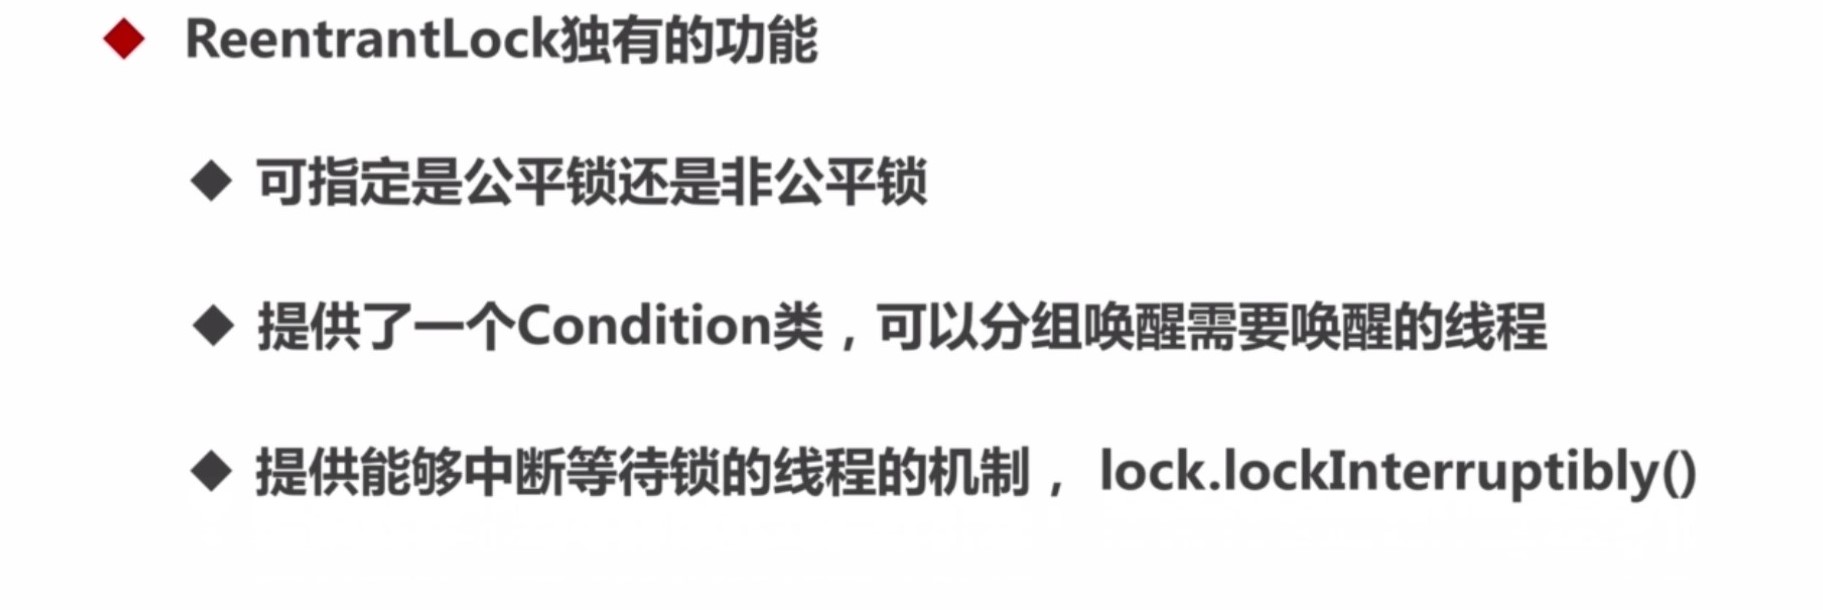 ReentrantLock独有的功能
可指定是公平锁还是非公平锁
提供了一个Condition类，可以分组唤醒需要唤醒的线程
提供能够中断等待锁的线程的机制， lock.lockInterruptibly()